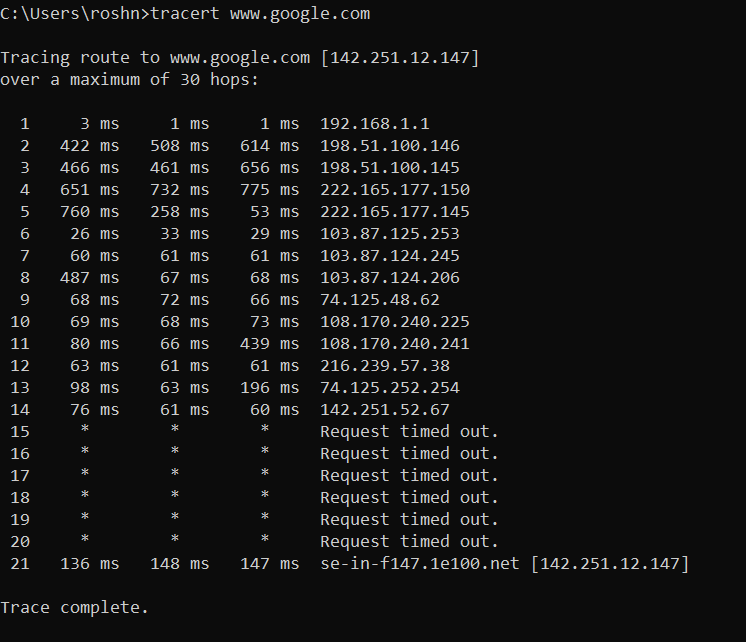 C:\Users\roshn>tracert www.google.com
Tracing route to www.google.com [142.251.12.147]
over a maximum of 30 hops:
1 3 ms 1 ms 1 ms 192.168.1.1
2 422 ms 508 ms 614 ms 198.51.100.146
3 466 ms 461 ms 656 ms 198.51.100.145
4 651 ms 732 ms 775 ms 222.165.177.150
5 760 ms 258 ms 53 ms 222.165.177.145
6 26 ms 33 ms 29 ms 103.87.125.253
7 60 ms 61 ms 61 ms 103.87.124.245
8 487 ms 67 ms 68 ms 103.87.124.206
9 68 ms 72 ms 66 ms 74.125.48.62
10 69 ms 68 ms 73 ms 108.170.240.225
11 80 ms 66 ms 439 ms 108.170.240.241
12 63 ms 61 ms 61 ms 216.239.57.38
13 98 ms 63 ms 196 ms 74.125.252.254
14 76 ms 61 ms 60 ms 142.251.52.67
15 * * * Request timed out.
16 * * * Request timed out.
17 * * * Request timed out.
18 * * * Request timed out.
19 * * * Request timed out.
20 * * * Request timed out.
21 136 ms 148 ms 147 ms se-in-f147.1e100.net [142.251.12.147]
Trace complete.